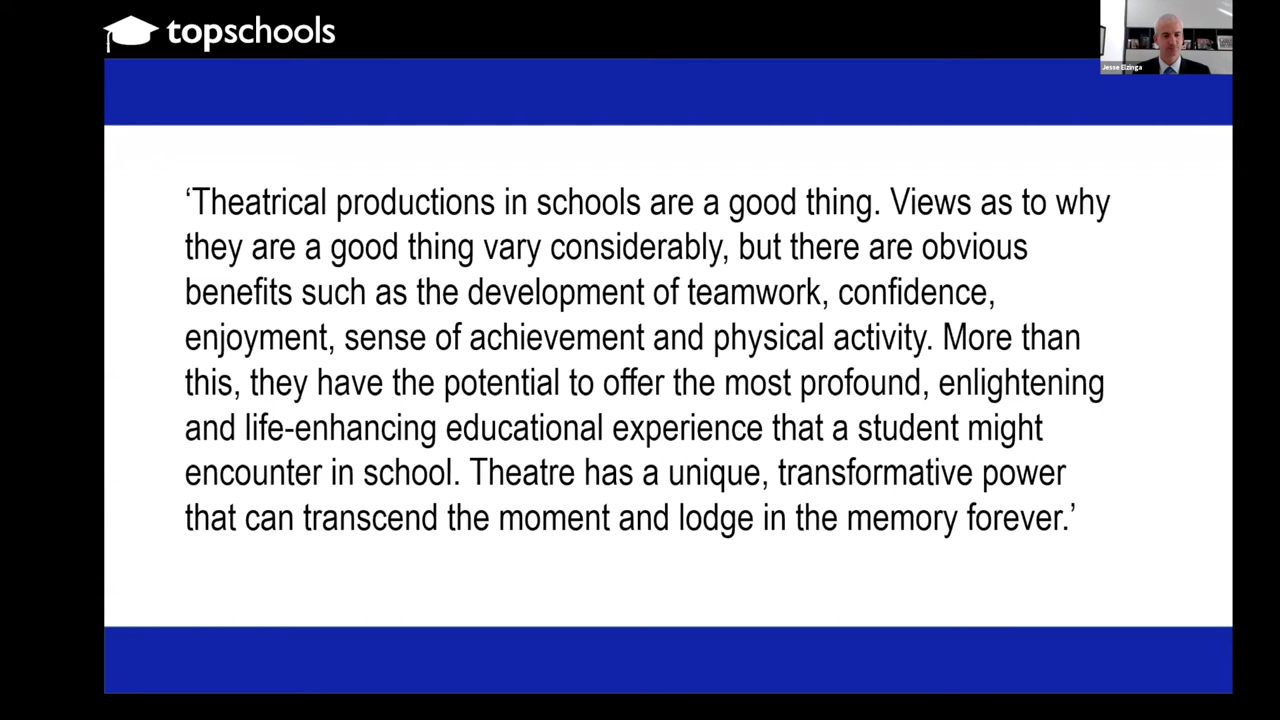 topschools
Jesse Elzinga
‘Theatrical productions in schools are a good thing. Views as to why
they are a good thing vary considerably, but there are obvious
benefits such as the development of teamwork, confidence,
enjoyment, sense of achievement and physical activity. More than
this, they have the potential to offer the most profound, enlightening
and life-enhancing educational experience that a student might
encounter in school. Theatre has a unique, transformative power
that can transcend the moment and lodge in the memory forever.’